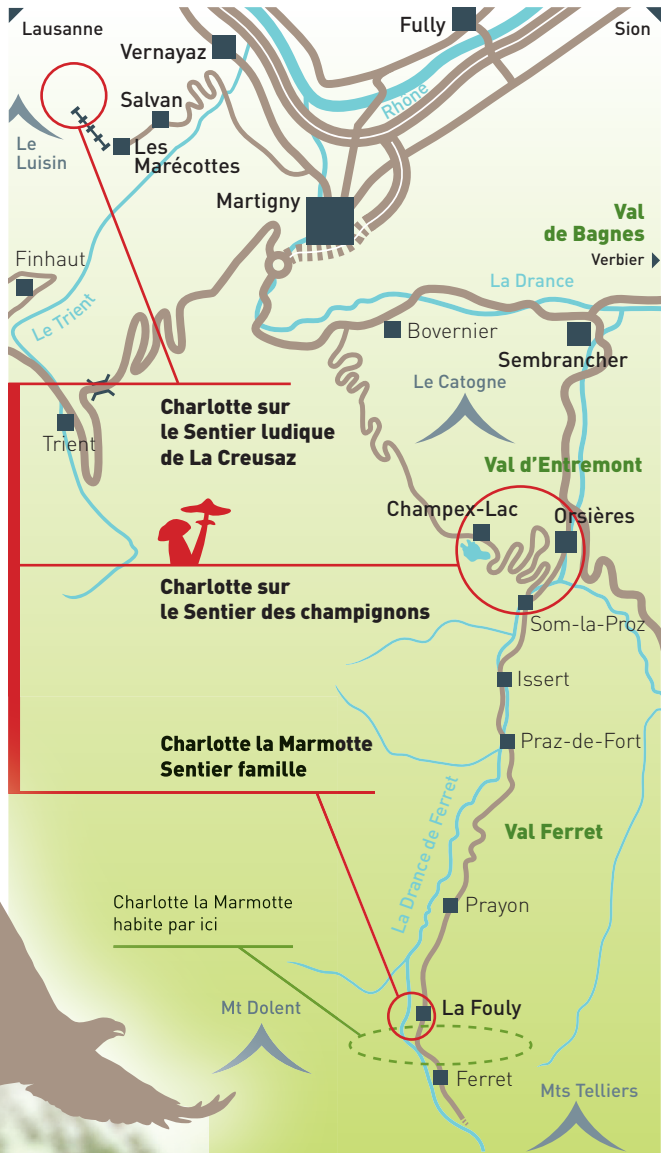 Lausanne
Fully
Sion
Vernayaz
Rhone
Salvan
Le
Luisin
Les
Marécottes
Martigny
Val
de Bagnes
Verbier
Finhaut
La Drance
Le Trient
Bovernier
Sembrancher
Le Catogne
Charlotte sur
le Sentier ludique
de La Creusaz
Trient
Val d'Entremont
Champex-Lac
Orsières
Charlotte sur
le Sentier des champignons
Som-la-Proz
Issert
Praz-de-Fort
Charlotte la Marmotte
Sentier famille
La Drance de Ferret
Val Ferret
Charlotte la Marmotte
habite par ici
Prayon
Mt Dolent
La Fouly
Ferret
Mts Telliers